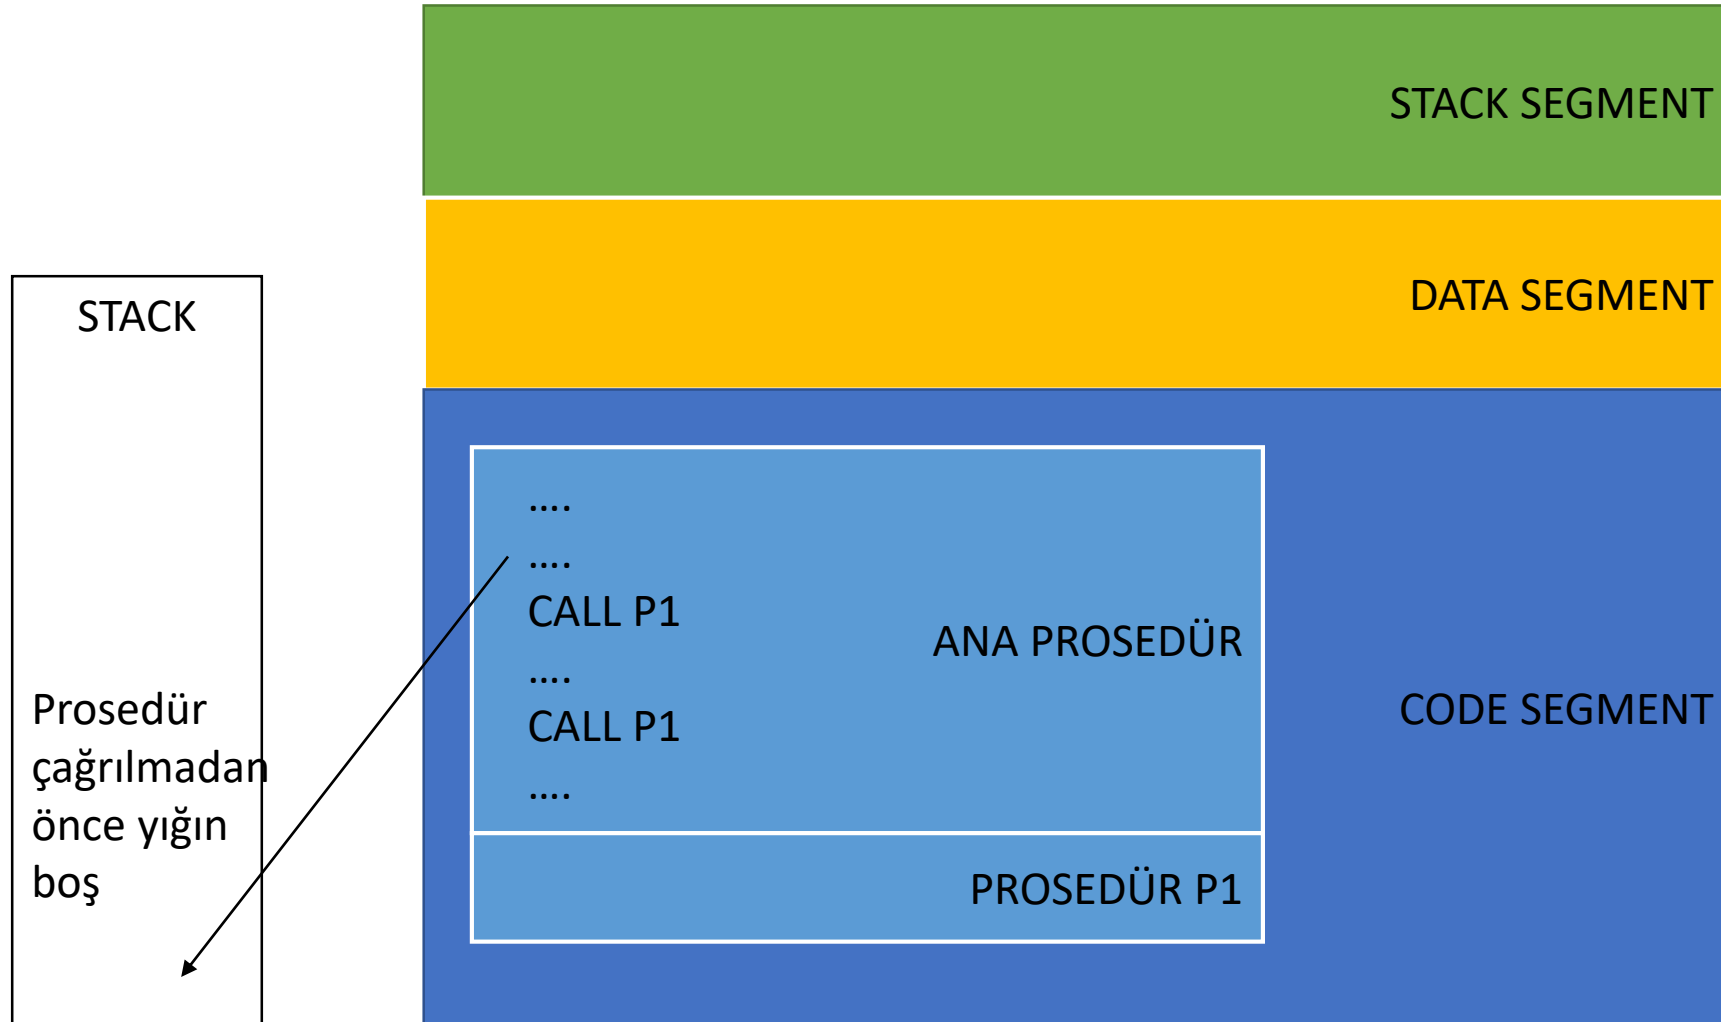 STACK SEGMENT
DATA SEGMENT
STACK
....
....
CALL P1
ANA PROSEDÜR
....
CALL P1
....
CODE SEGMENT
Prosedür
çağrılmadan
önce yığın
boş
PROSEDÜR P1